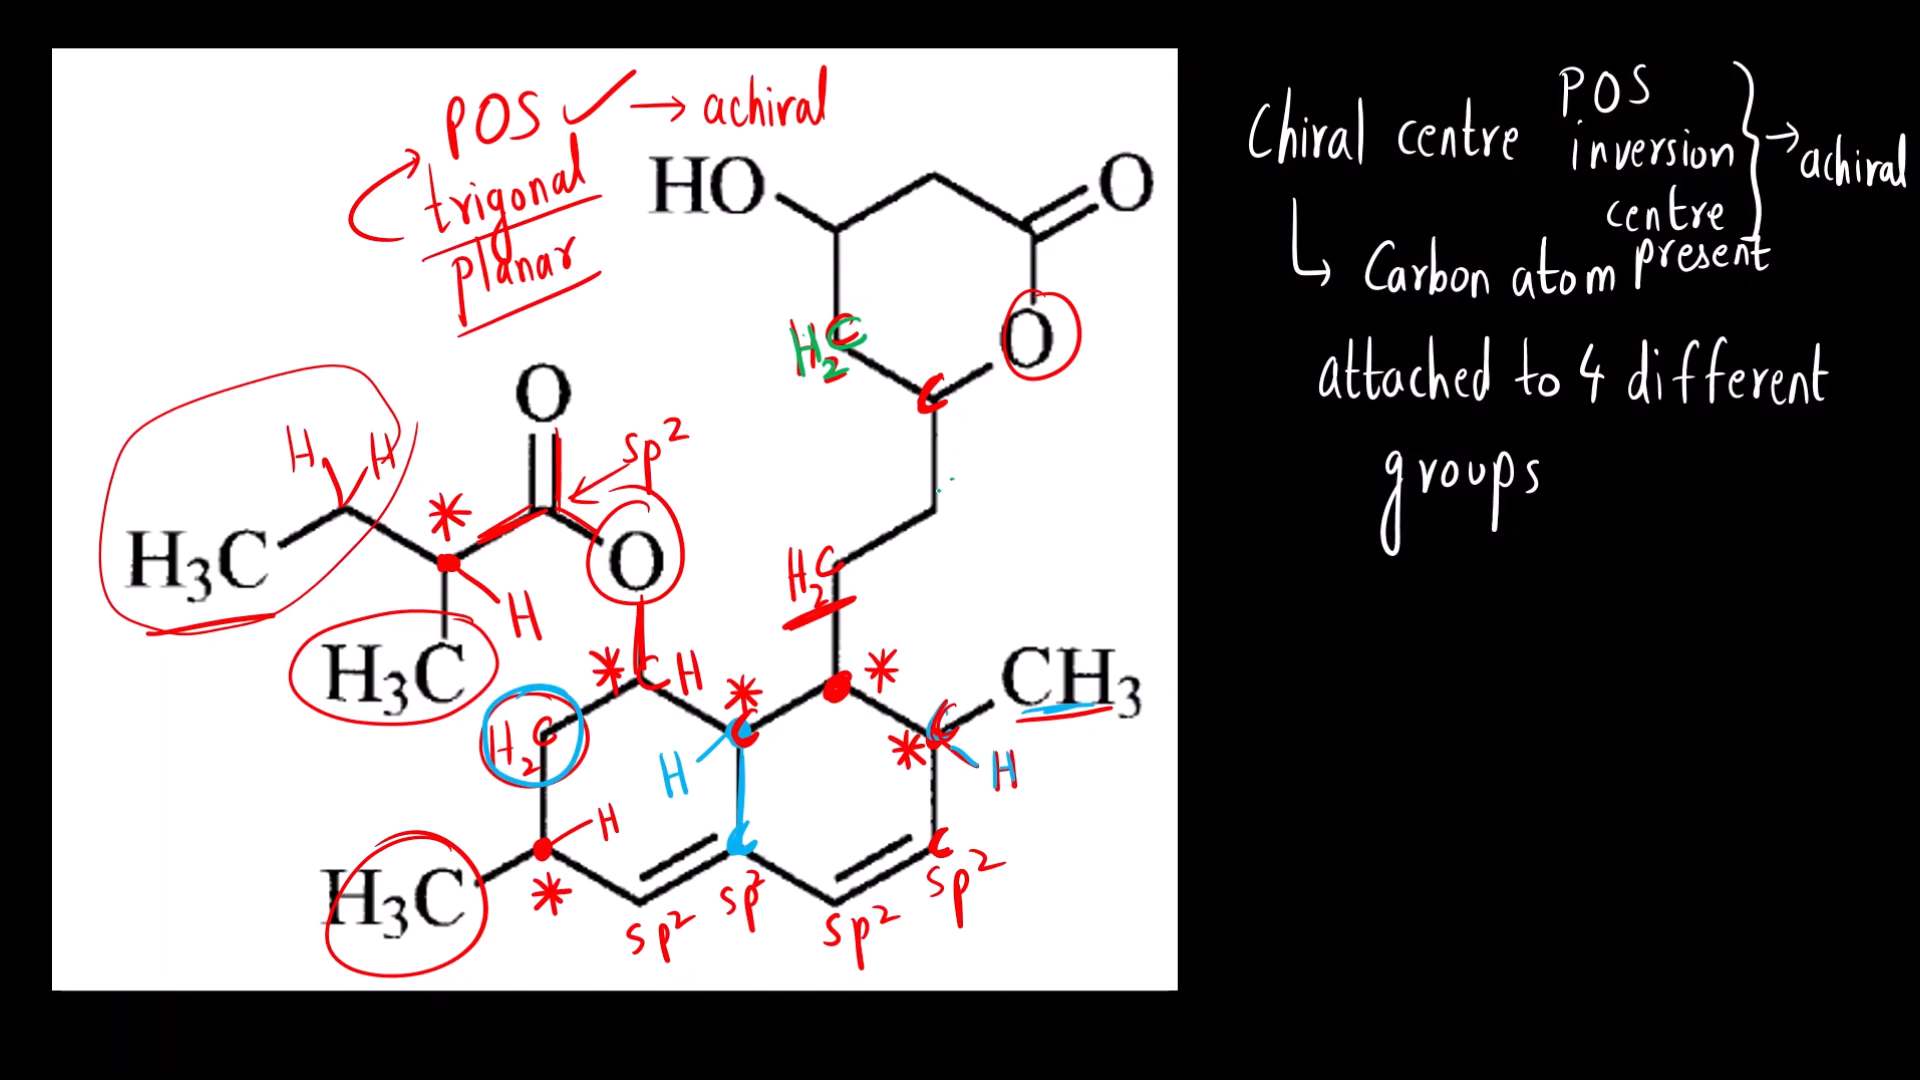 POS ✓ → achiral
trigonal
planar
HO
O
H₂C
O
C
O
sp²
H H
*
H₃C
O
H
H₂C
H₃C
* CH
*
* CH₃
H₂C
H
C
* C
H
H
C
C
H₃C
*
sp²
sp²
sp²
sp²
Chiral centre
POS
inversion
centre
present
→ achiral
↳ Carbon atom
attached to 4 different
groups